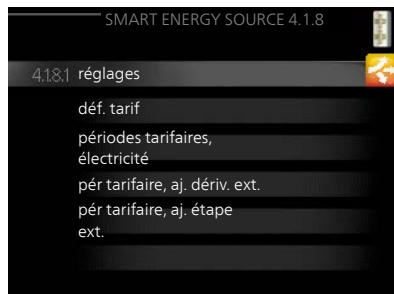 SMART ENERGY SOURCE 4.1.8
4.1.8.1 réglages
déf. tarif
périodes tarifaires,
électricité
pér tarifaire, aj. dériv. ext.
pér tarifaire, aj. étape
ext.